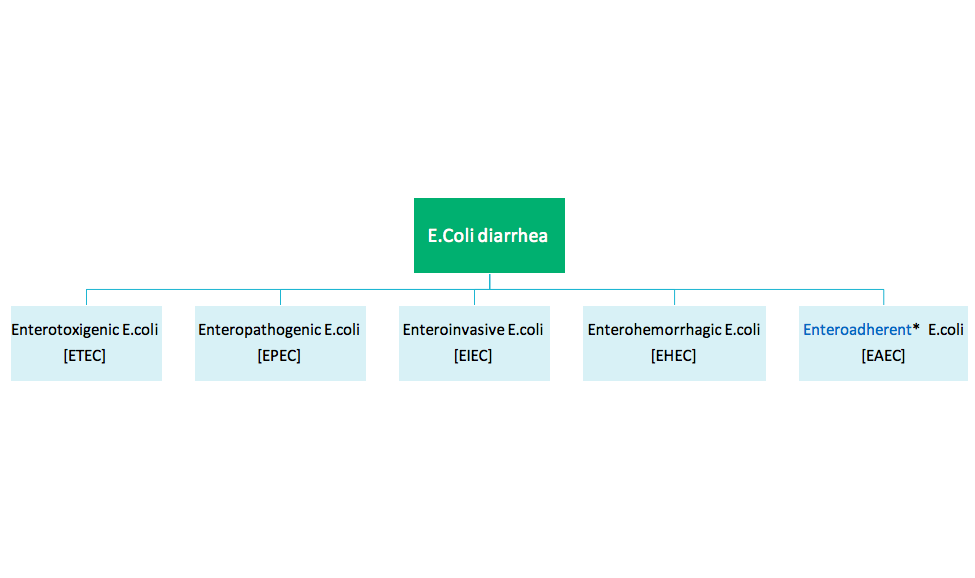 E.Coli diarrhea
Enterotoxigenic E.coli
[ETEC]
Enteropathogenic E.coli
[EPEC]
Enteroinvasive E.coli
[EIEC]
Enterohemorrhagic E.coli
[EHEC]
Enteroadherent* E.coli
[EAEC]